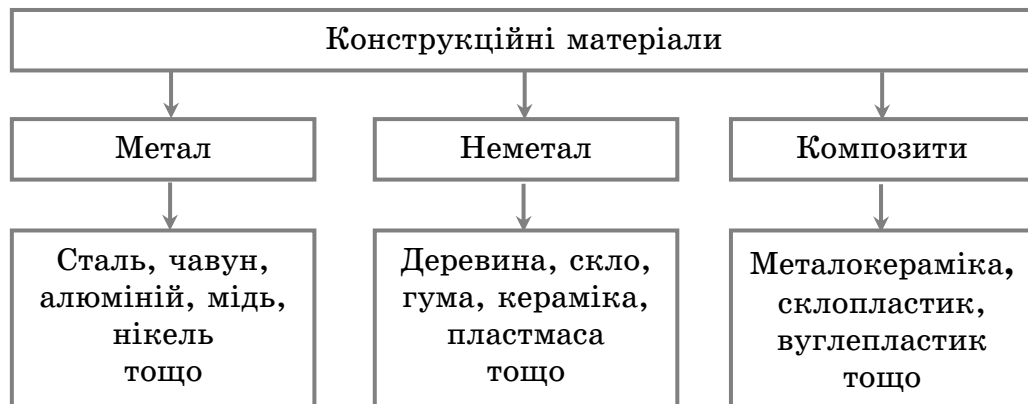 Конструкційні матеріали
Метал
Неметал
Композити
Сталь, чавун,
алюміній, мідь,
нікель
тощо
Деревина, скло,
гума, кераміка,
пластмаса
тощо
Металокераміка,
склопластик,
вуглепластик
тощо